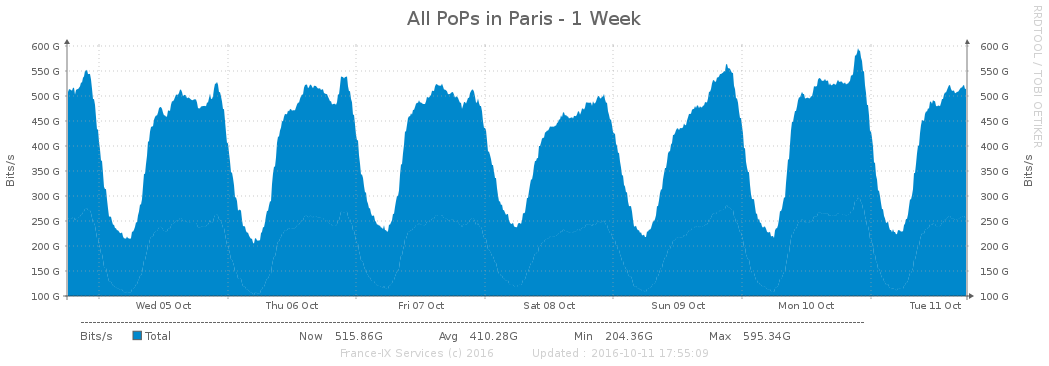 All PoPs in Paris - 1 Week
RRDTOOL / TOBI OETIKER
600 G 600 G
550 G 550 G
500 G 500 G
450 G 450 G
400 G 400 G
350 G 350 G
300 G 300 G
250 G 250 G
200 G 200 G
150 G 150 G
100 G 100 G
Bits/s
Bits/s
Wed 05 Oct Thu 06 Oct Fri 07 Oct Sat 08 Oct Sun 09 Oct Mon 10 Oct Tue 11 Oct
Bits/s Total Now 515.86G Avg 410.28G Min 204.36G Max 595.34G
France-IX Services (c) 2016 Updated : 2016-10-11 17:55:09